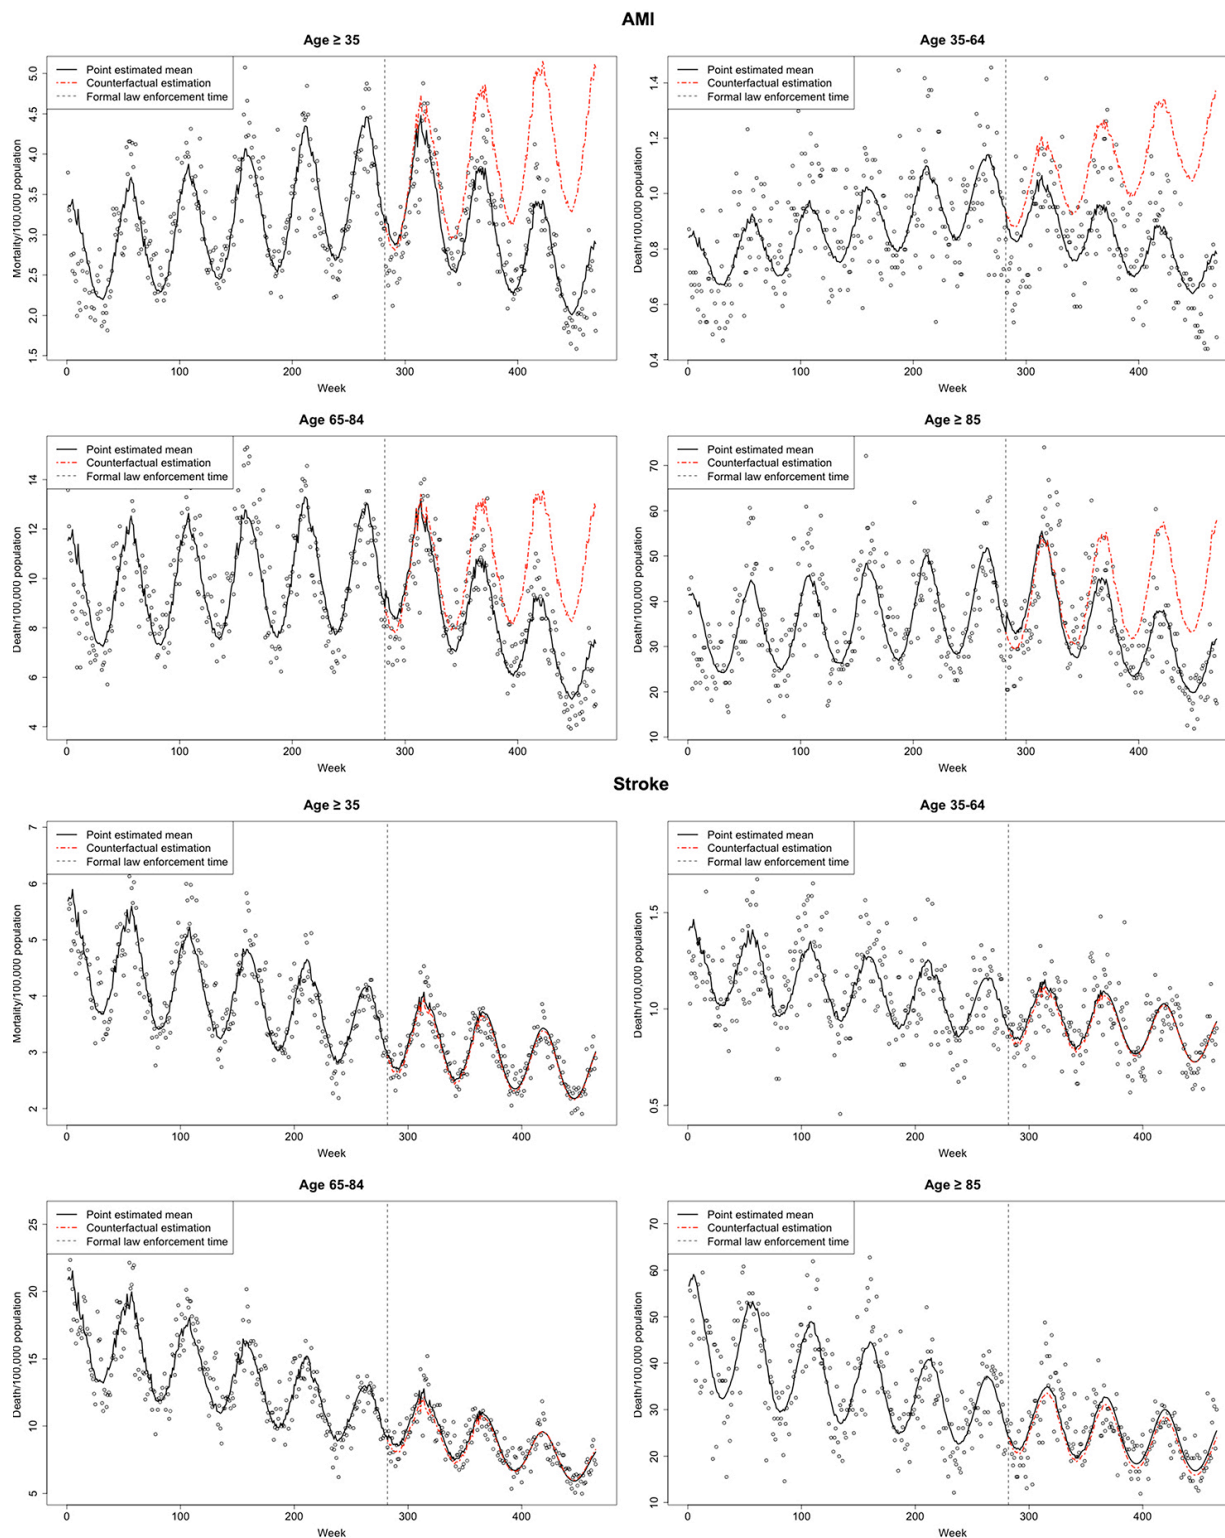 AMI
Age ≥ 35
Point estimated mean
Counterfactual estimation
Formal law enforcement time
Mortality/100,000 population
5.0
4.5
4.0
3.5
3.0
2.5
2.0
1.5
0 100 200 300 400
Week
Age 35-64
Point estimated mean
Counterfactual estimation
Formal law enforcement time
Death/100,000 population
1.4
1.2
1.0
0.8
0.6
0.4
0 100 200 300 400
Week
Age 65-84
Point estimated mean
Counterfactual estimation
Formal law enforcement time
Death/100,000 population
14
12
10
8
6
4
0 100 200 300 400
Week
Age ≥ 85
Point estimated mean
Counterfactual estimation
Formal law enforcement time
Death/100,000 population
70
60
50
40
30
20
10
0 100 200 300 400
Week
Stroke
Age ≥ 35
Point estimated mean
Counterfactual estimation
Formal law enforcement time
Mortality/100,000 population
7
6
5
4
3
2
0 100 200 300 400
Week
Age 35-64
Point estimated mean
Counterfactual estimation
Formal law enforcement time
Death/100,000 population
1.5
1.0
0.5
0 100 200 300 400
Week
Age 65-84
Point estimated mean
Counterfactual estimation
Formal law enforcement time
Death/100,000 population
25
20
15
10
5
0 100 200 300 400
Week
Age ≥ 85
Point estimated mean
Counterfactual estimation
Formal law enforcement time
Death/100,000 population
70
60
50
40
30
20
10
0 100 200 300 400
Week